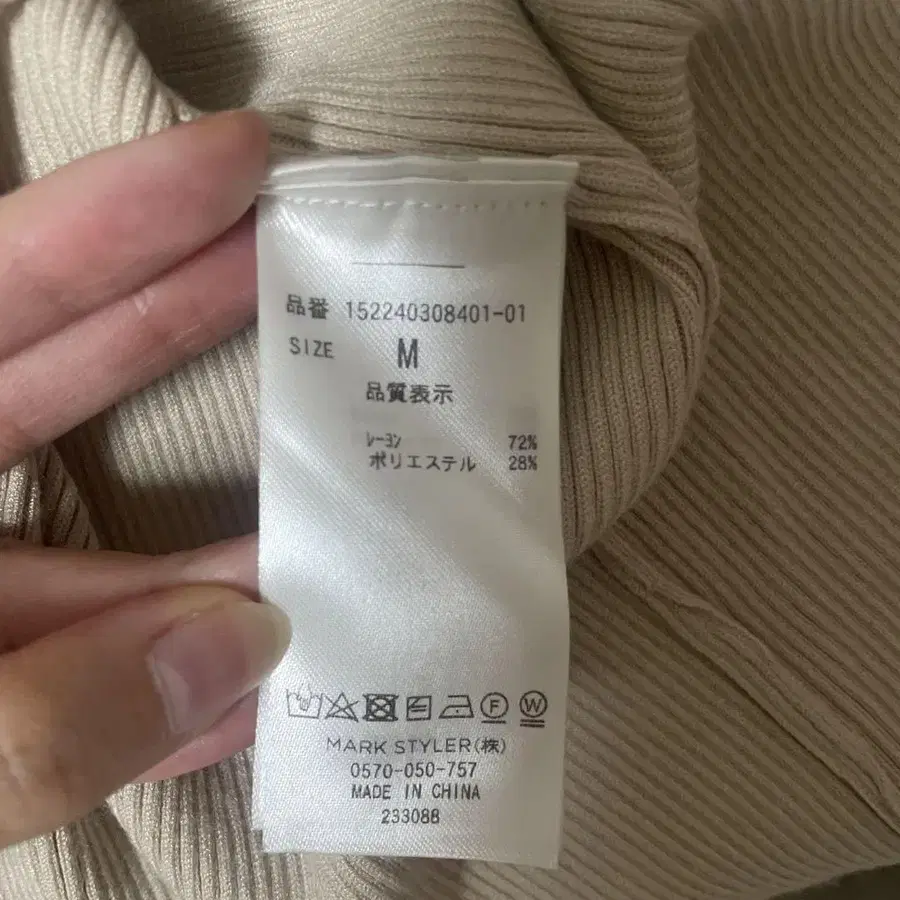 品番 152240308401-01
SIZE M
品質表示
レーヨン 72%
ポリエステル 28%
F W
MARK STYLER(株)
0570-050-757
MADE IN CHINA
233088